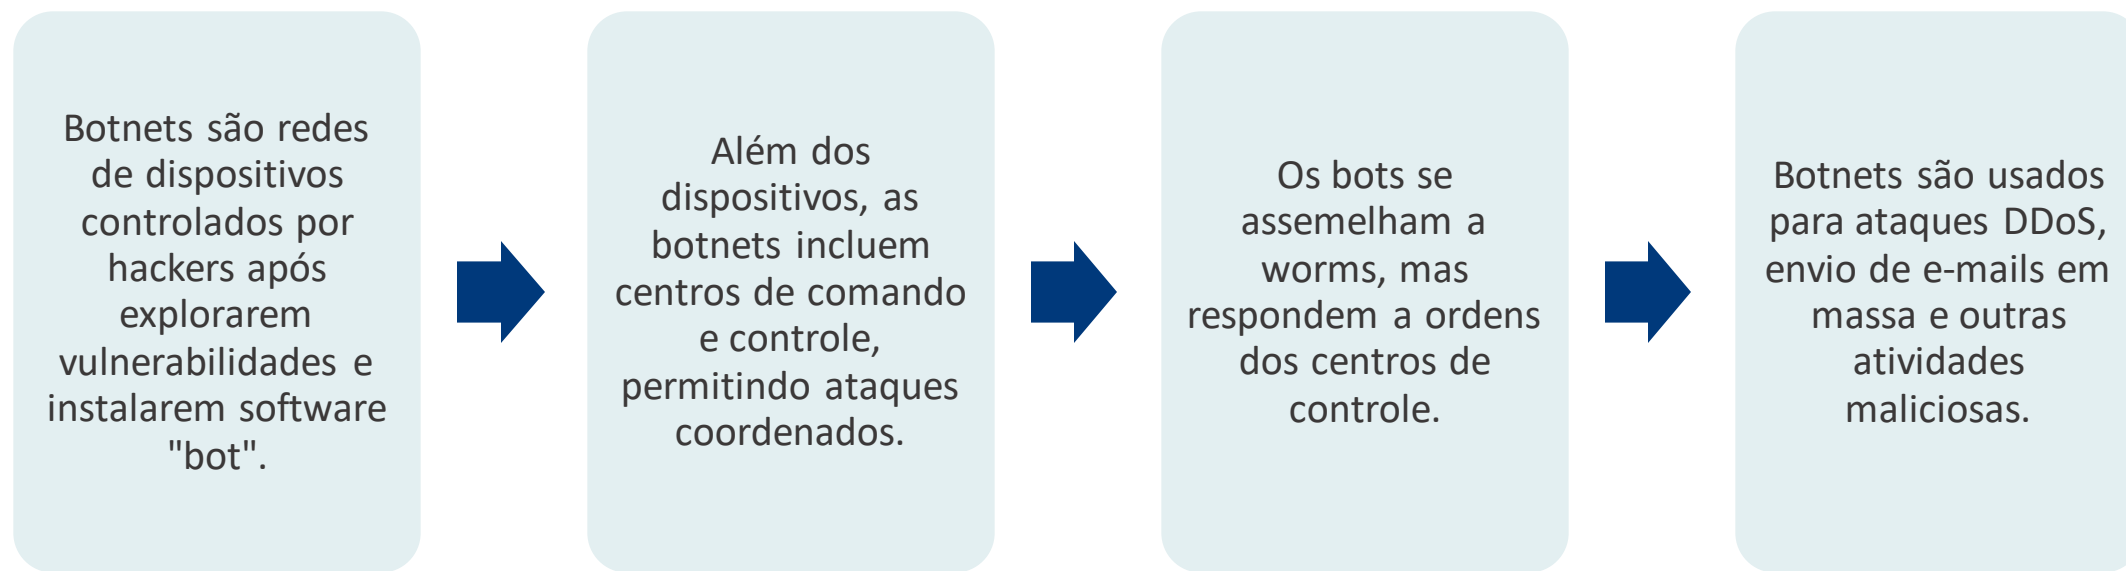 Botnets são redes
de dispositivos
controlados por
hackers após
explorarem
vulnerabilidades e
instalarem software
"bot".
Além dos
dispositivos, as
botnets incluem
centros de comando
e controle,
permitindo ataques
coordenados.
Os bots se
assemelham a
worms, mas
respondem a ordens
dos centros de
controle.
Botnets são usados
para ataques DDoS,
envio de e-mails em
massa e outras
atividades
maliciosas.